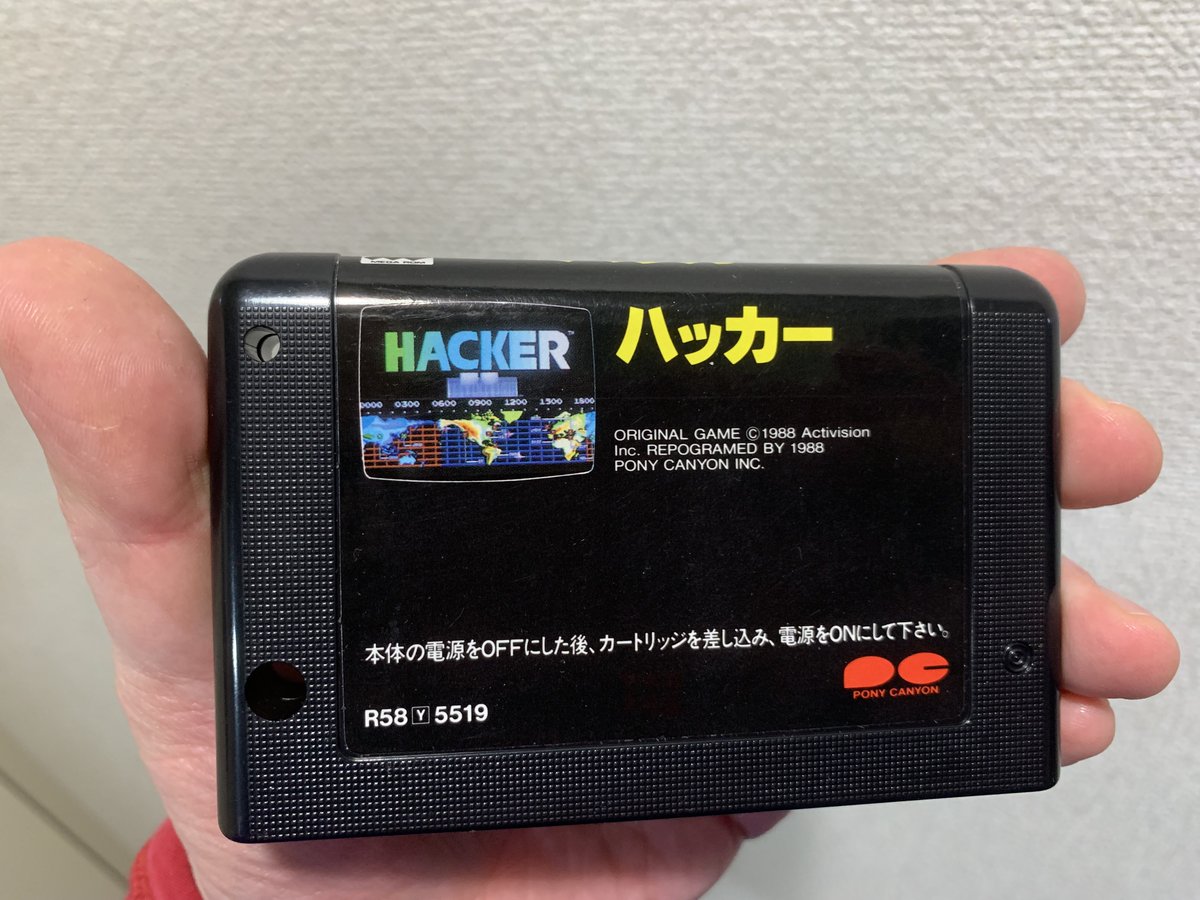 MEGA ROM
HACKER™
ハッカー
0000 0300 0600 0900 1200 1500 1800
ORIGINAL GAME ©1988 Activision
Inc. REPOGRAMED BY 1988
PONY CANYON INC.
本体の電源をOFFにした後、カートリッジを差し込み、電源をONにして下さい。
PONY CANYON
R58 Y 5519